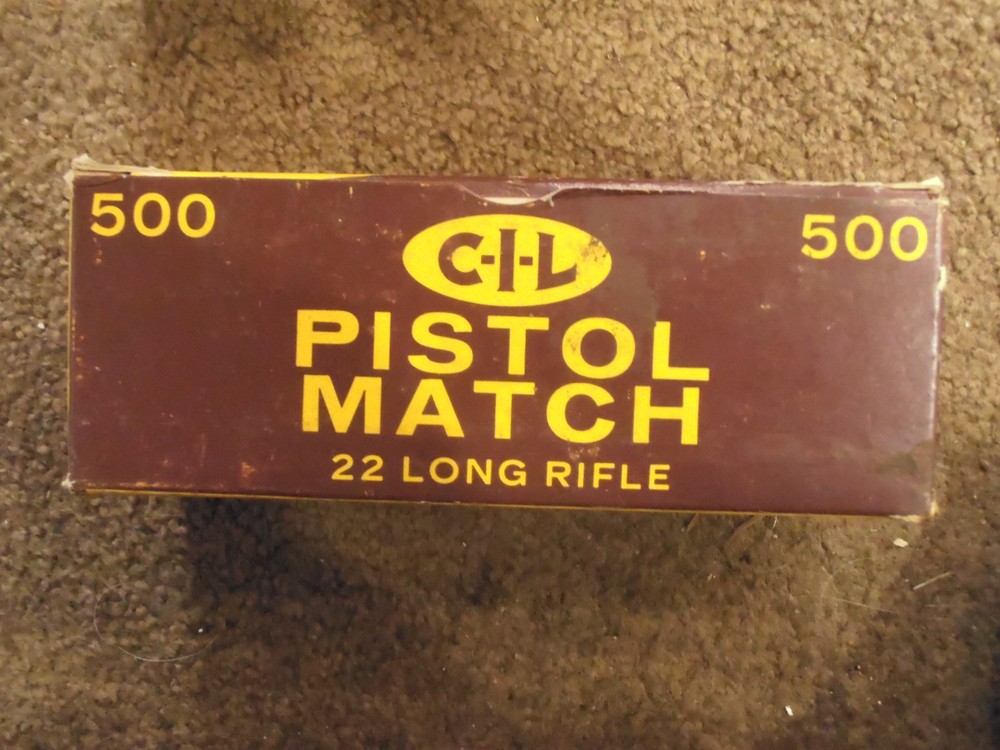 500
500
C-I-L
PISTOL
MATCH
22 LONG RIFLE